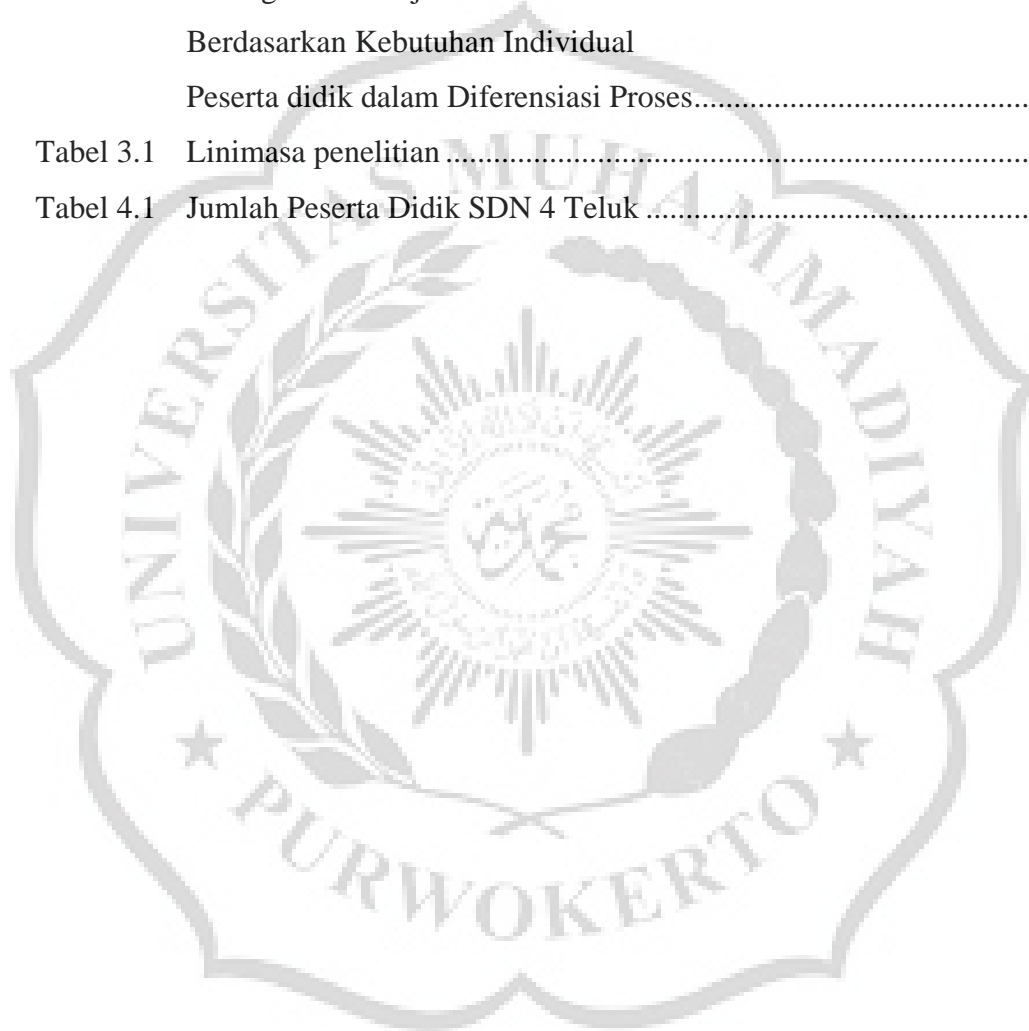 Berdasarkan Kebutuhan Individual
Peserta didik dalam Diferensiasi Proses.....................................
Tabel 3.1 Linimasa penelitian........................................................................
Tabel 4.1 Jumlah Peserta Didik SDN 4 Teluk...............................................
UNIVERSITAS MUHAMMADIYAH
PURWOKERTO